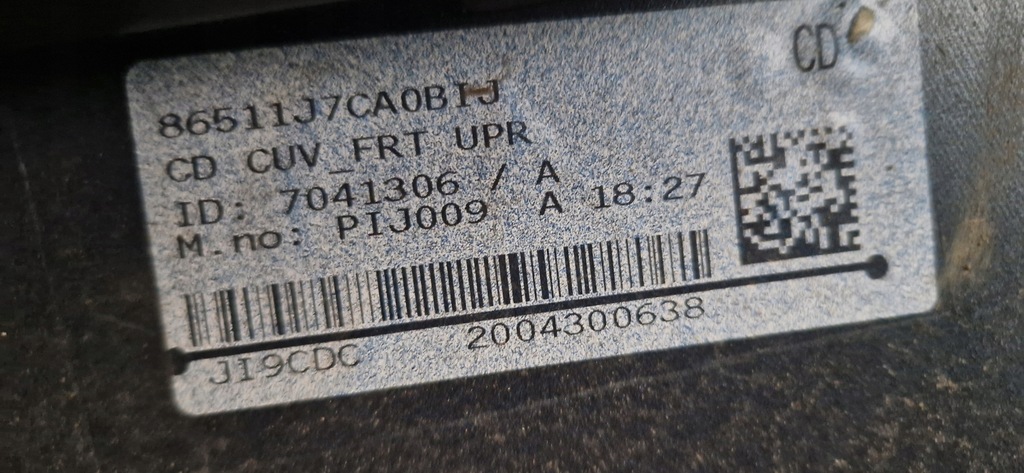 CD
86511J7CA0BIJ
CD CUV_FRT UPR
ID: 7041306 / A
M.no: PIJ009 A 18:27
JI9CDC 2004300638